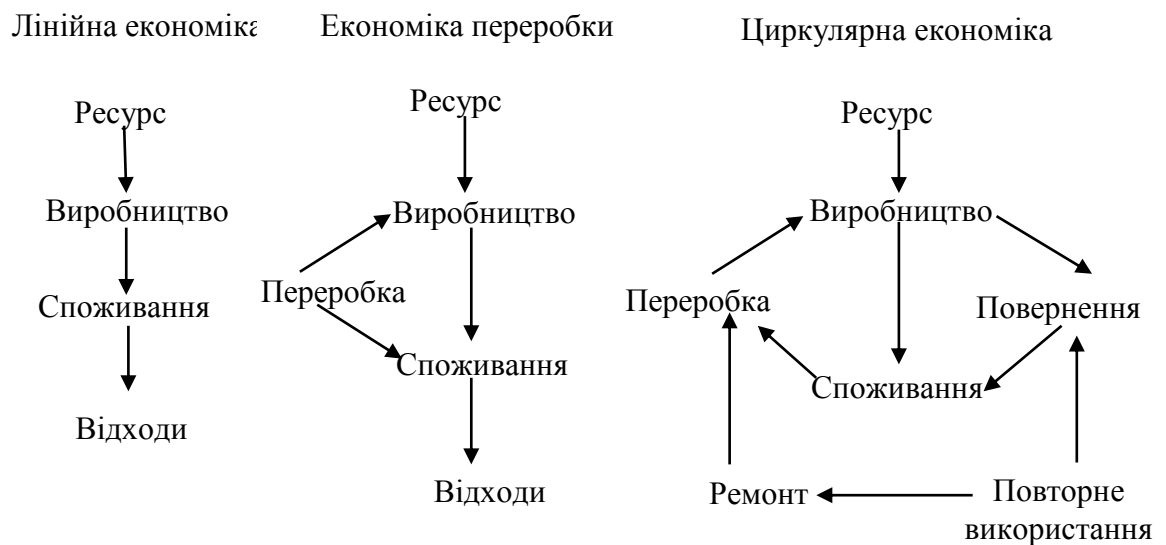 Лінійна економіка
Економіка переробки
Циркулярна економіка
Ресурс
Виробництво
Споживання
Відходи
Ресурс
Виробництво
Переробка
Споживання
Відходи
Ресурс
Виробництво
Переробка
Повернення
Споживання
Ремонт
Повторне
використання